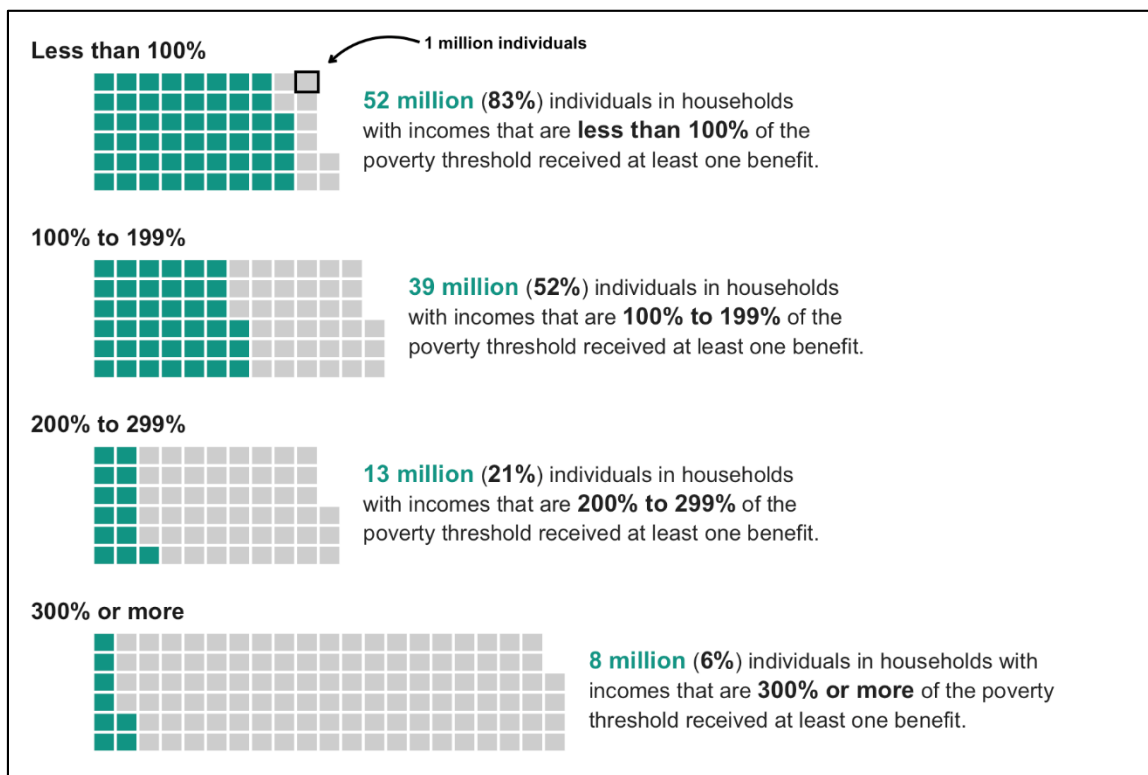 1 million individuals
Less than 100%
52 million (83%) individuals in households
with incomes that are less than 100% of the
poverty threshold received at least one benefit.
100% to 199%
39 million (52%) individuals in households
with incomes that are 100% to 199% of the
poverty threshold received at least one benefit.
200% to 299%
13 million (21%) individuals in households
with incomes that are 200% to 299% of the
poverty threshold received at least one benefit.
300% or more
8 million (6%) individuals in households with
incomes that are 300% or more of the poverty
threshold received at least one benefit.